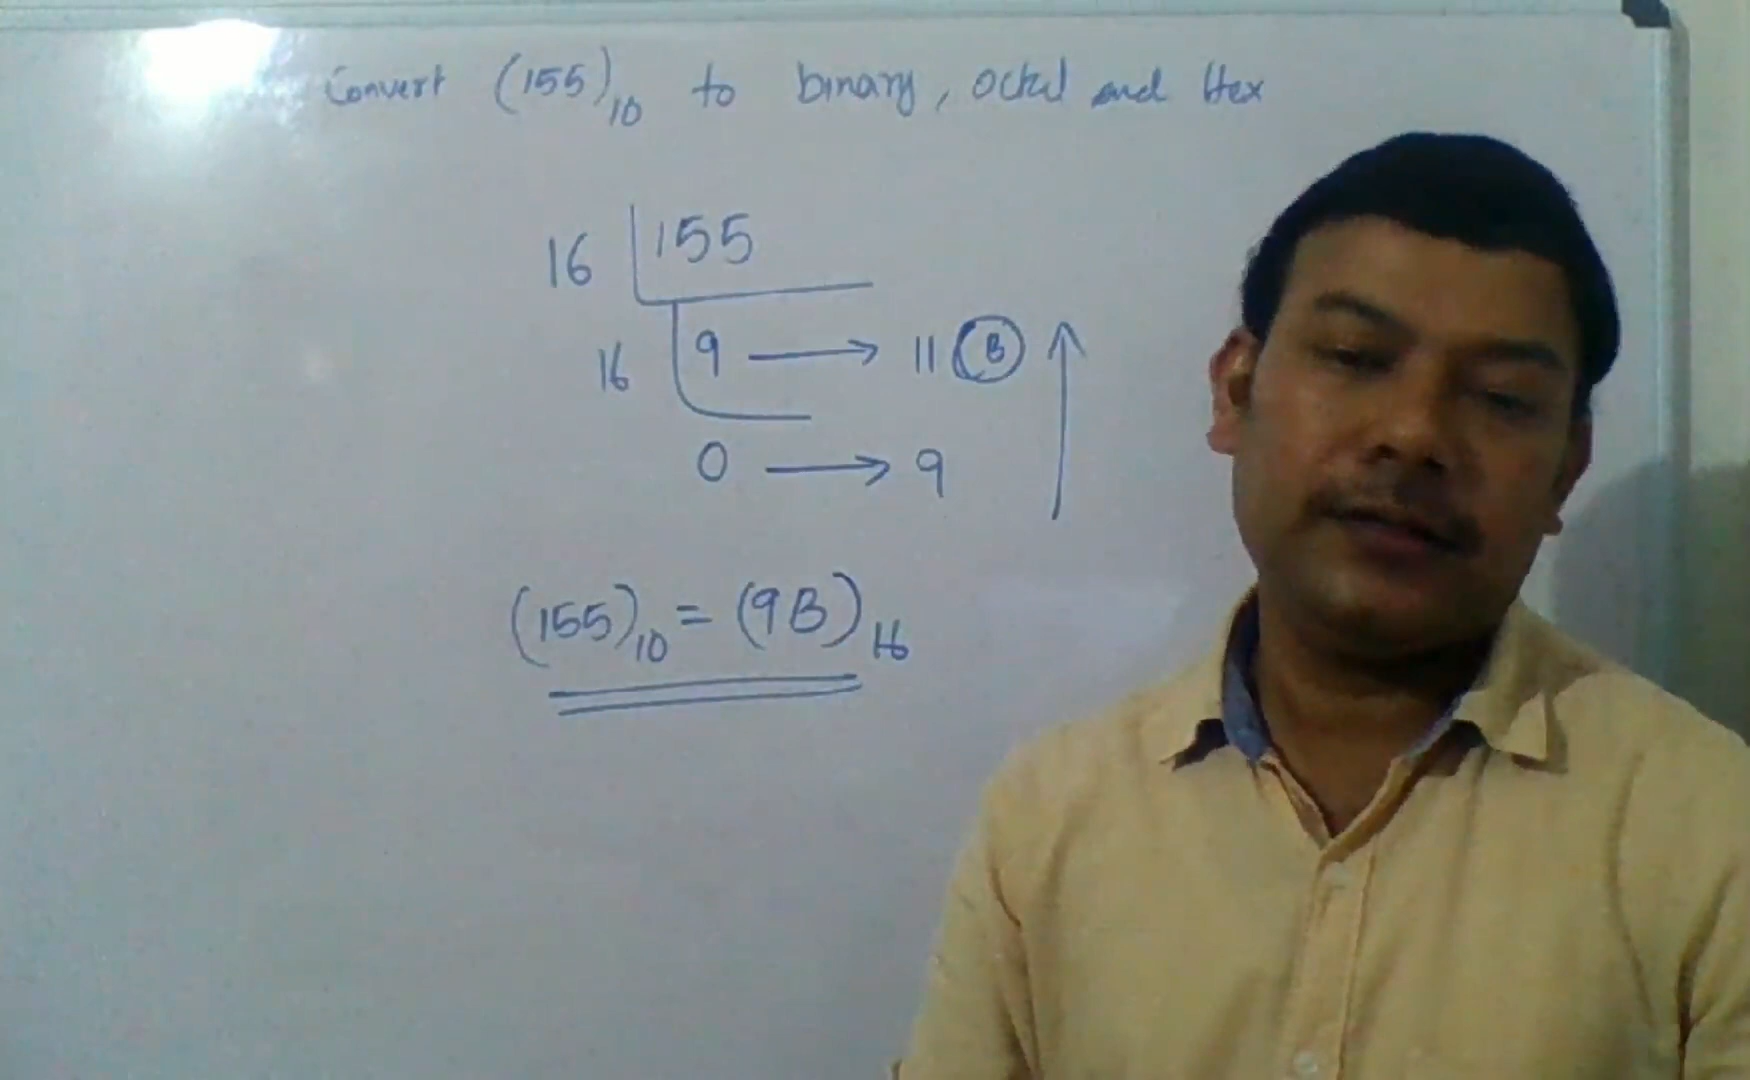 Convert (155)10 to binary, octal and Hex
16 155
16 9 → 11 B
0 → 9
(155)10 = (9B)16